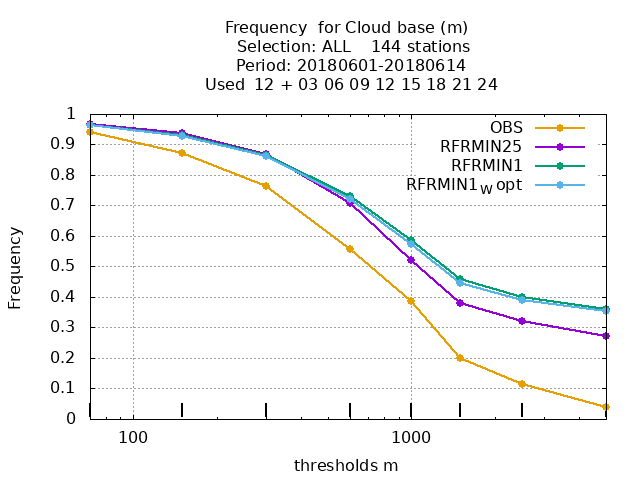 Frequency  for Cloud base (m)
Selection: ALL    144 stations
Period: 20180601-20180614
Used  12 + 03 06 09 12 15 18 21 24
1
0.9
0.8
0.7
0.6
0.5
0.4
0.3
0.2
0.1
0
Frequency
OBS
RFRMIN25
RFRMIN1
RFRMIN1W opt
100 1000
thresholds m